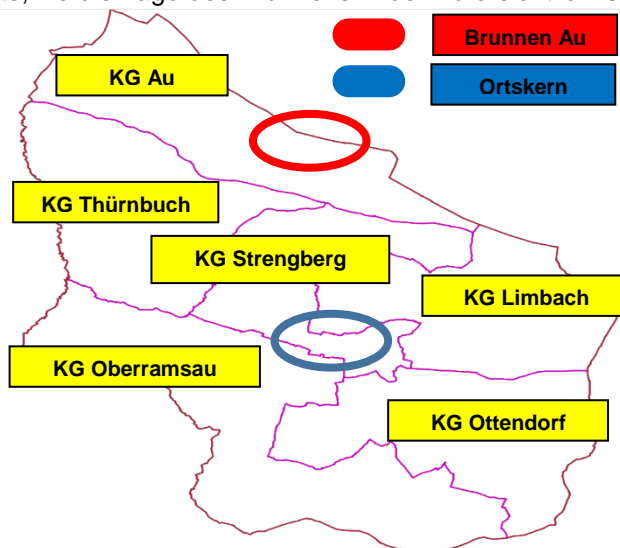 Brunnen Au
KG Au
Ortskern
KG Thürnbuch
KG Strengberg
KG Limbach
KG Oberramsau
KG Ottendorf